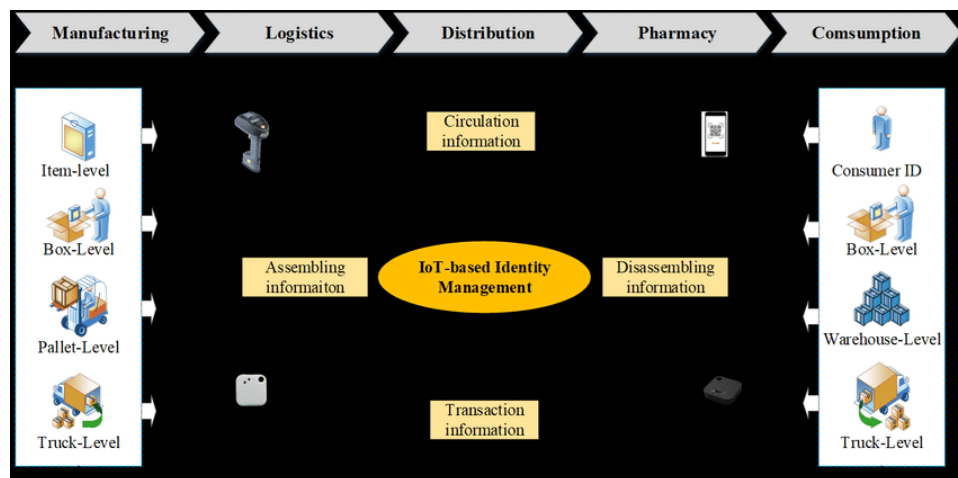 Manufacturing
Logistics
Distribution
Pharmacy
Comsumption
Circulation
information
Item-level
Consumer ID
Box-Level
Box-Level
Assembling
informaiton
IoT-based Identity
Management
Disassembling
information
Pallet-Level
Warehouse-Level
Transaction
information
Truck-Level
Truck-Level